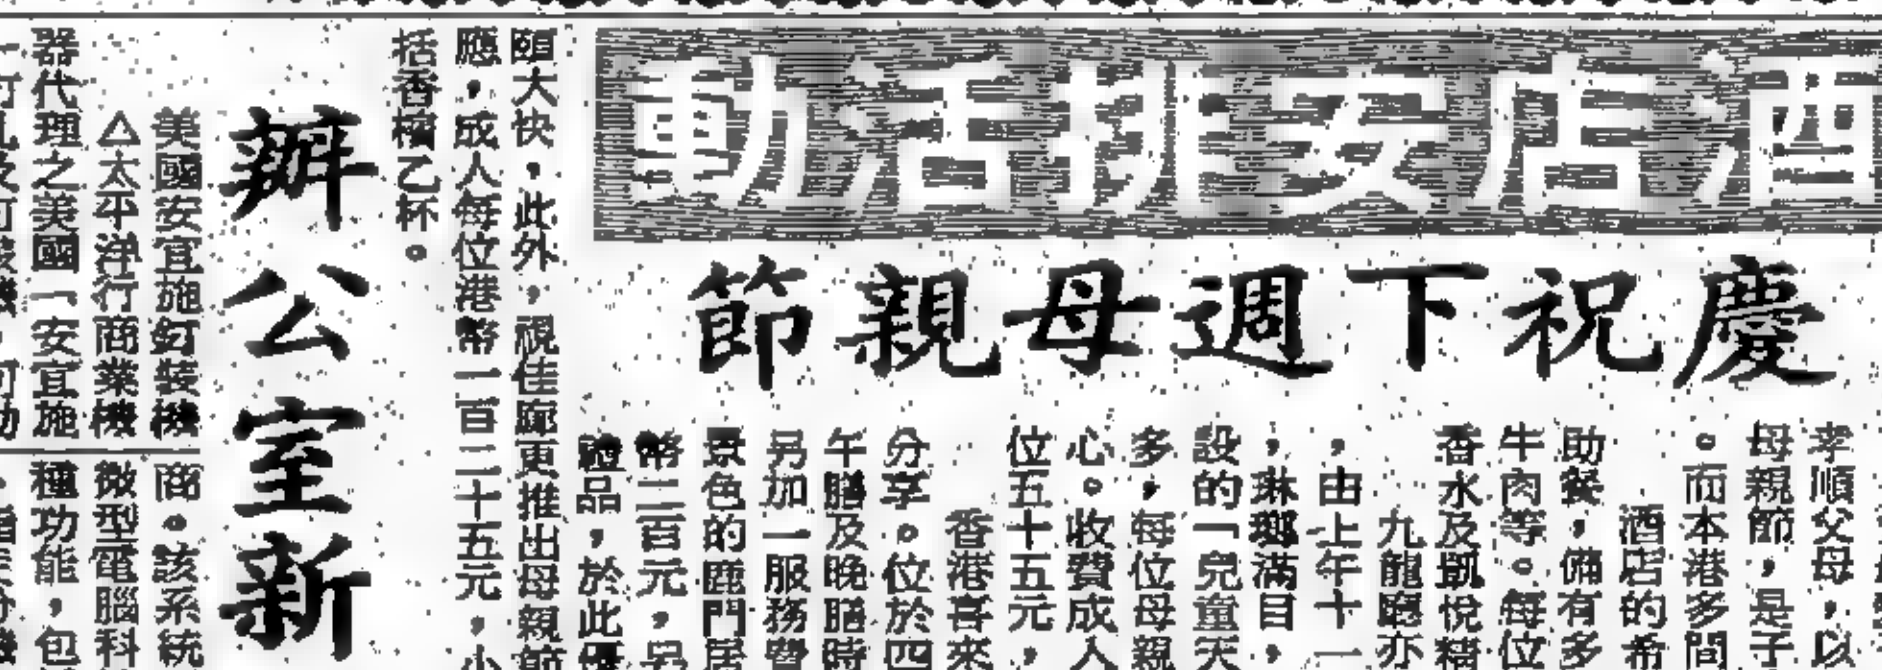 酒店安排活動
慶祝下週母親節
孝順父母，以
母親節，是子
。而本港多間
酒店的希
助餐，備有多
牛肉等。每位
香水及凱悅精
九龍廳亦
，由上午十一
，琳瑯滿目，
設的「兒童天
多，每位母親
心。收費成人
位五十五元，
香港喜來
分享。位於四
午膳及晚膳時
另加一服務費
景色的鹿門居
幣二百元，另
禮品，於此優
頤大快，此外，視佳廊更推出母親節
應，成人每位港幣一百二十五元，小
括香檳乙杯。
辦公室新
美國安宜施釘裝機
△太平洋行商業機
器代理之美國「安宜施
商。該系統
微型電腦科
種功能，包